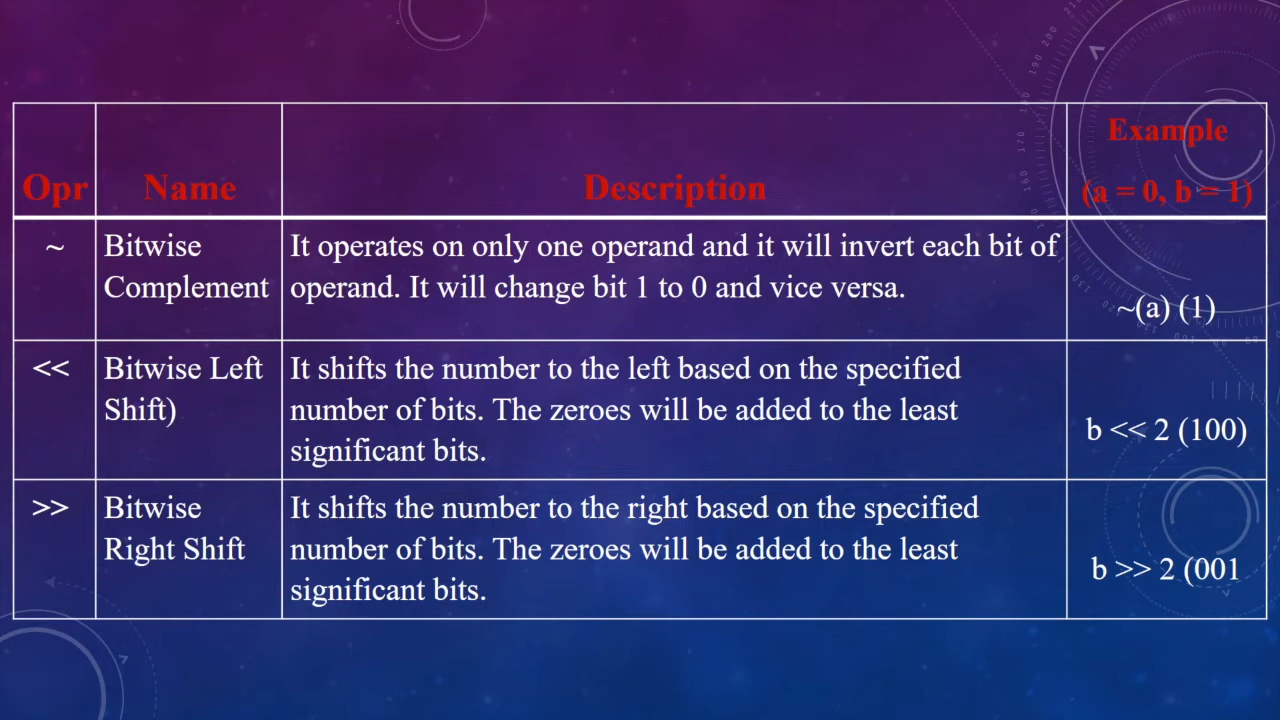 Opr Name Description Example
(a = 0, b = 1)
~ Bitwise Complement It operates on only one operand and it will invert each bit of
operand. It will change bit 1 to 0 and vice versa.
~(a) (1)
<< Bitwise Left Shift) It shifts the number to the left based on the specified
number of bits. The zeroes will be added to the least
significant bits.
b << 2 (100)
>> Bitwise Right Shift It shifts the number to the right based on the specified
number of bits. The zeroes will be added to the least
significant bits.
b >> 2 (001